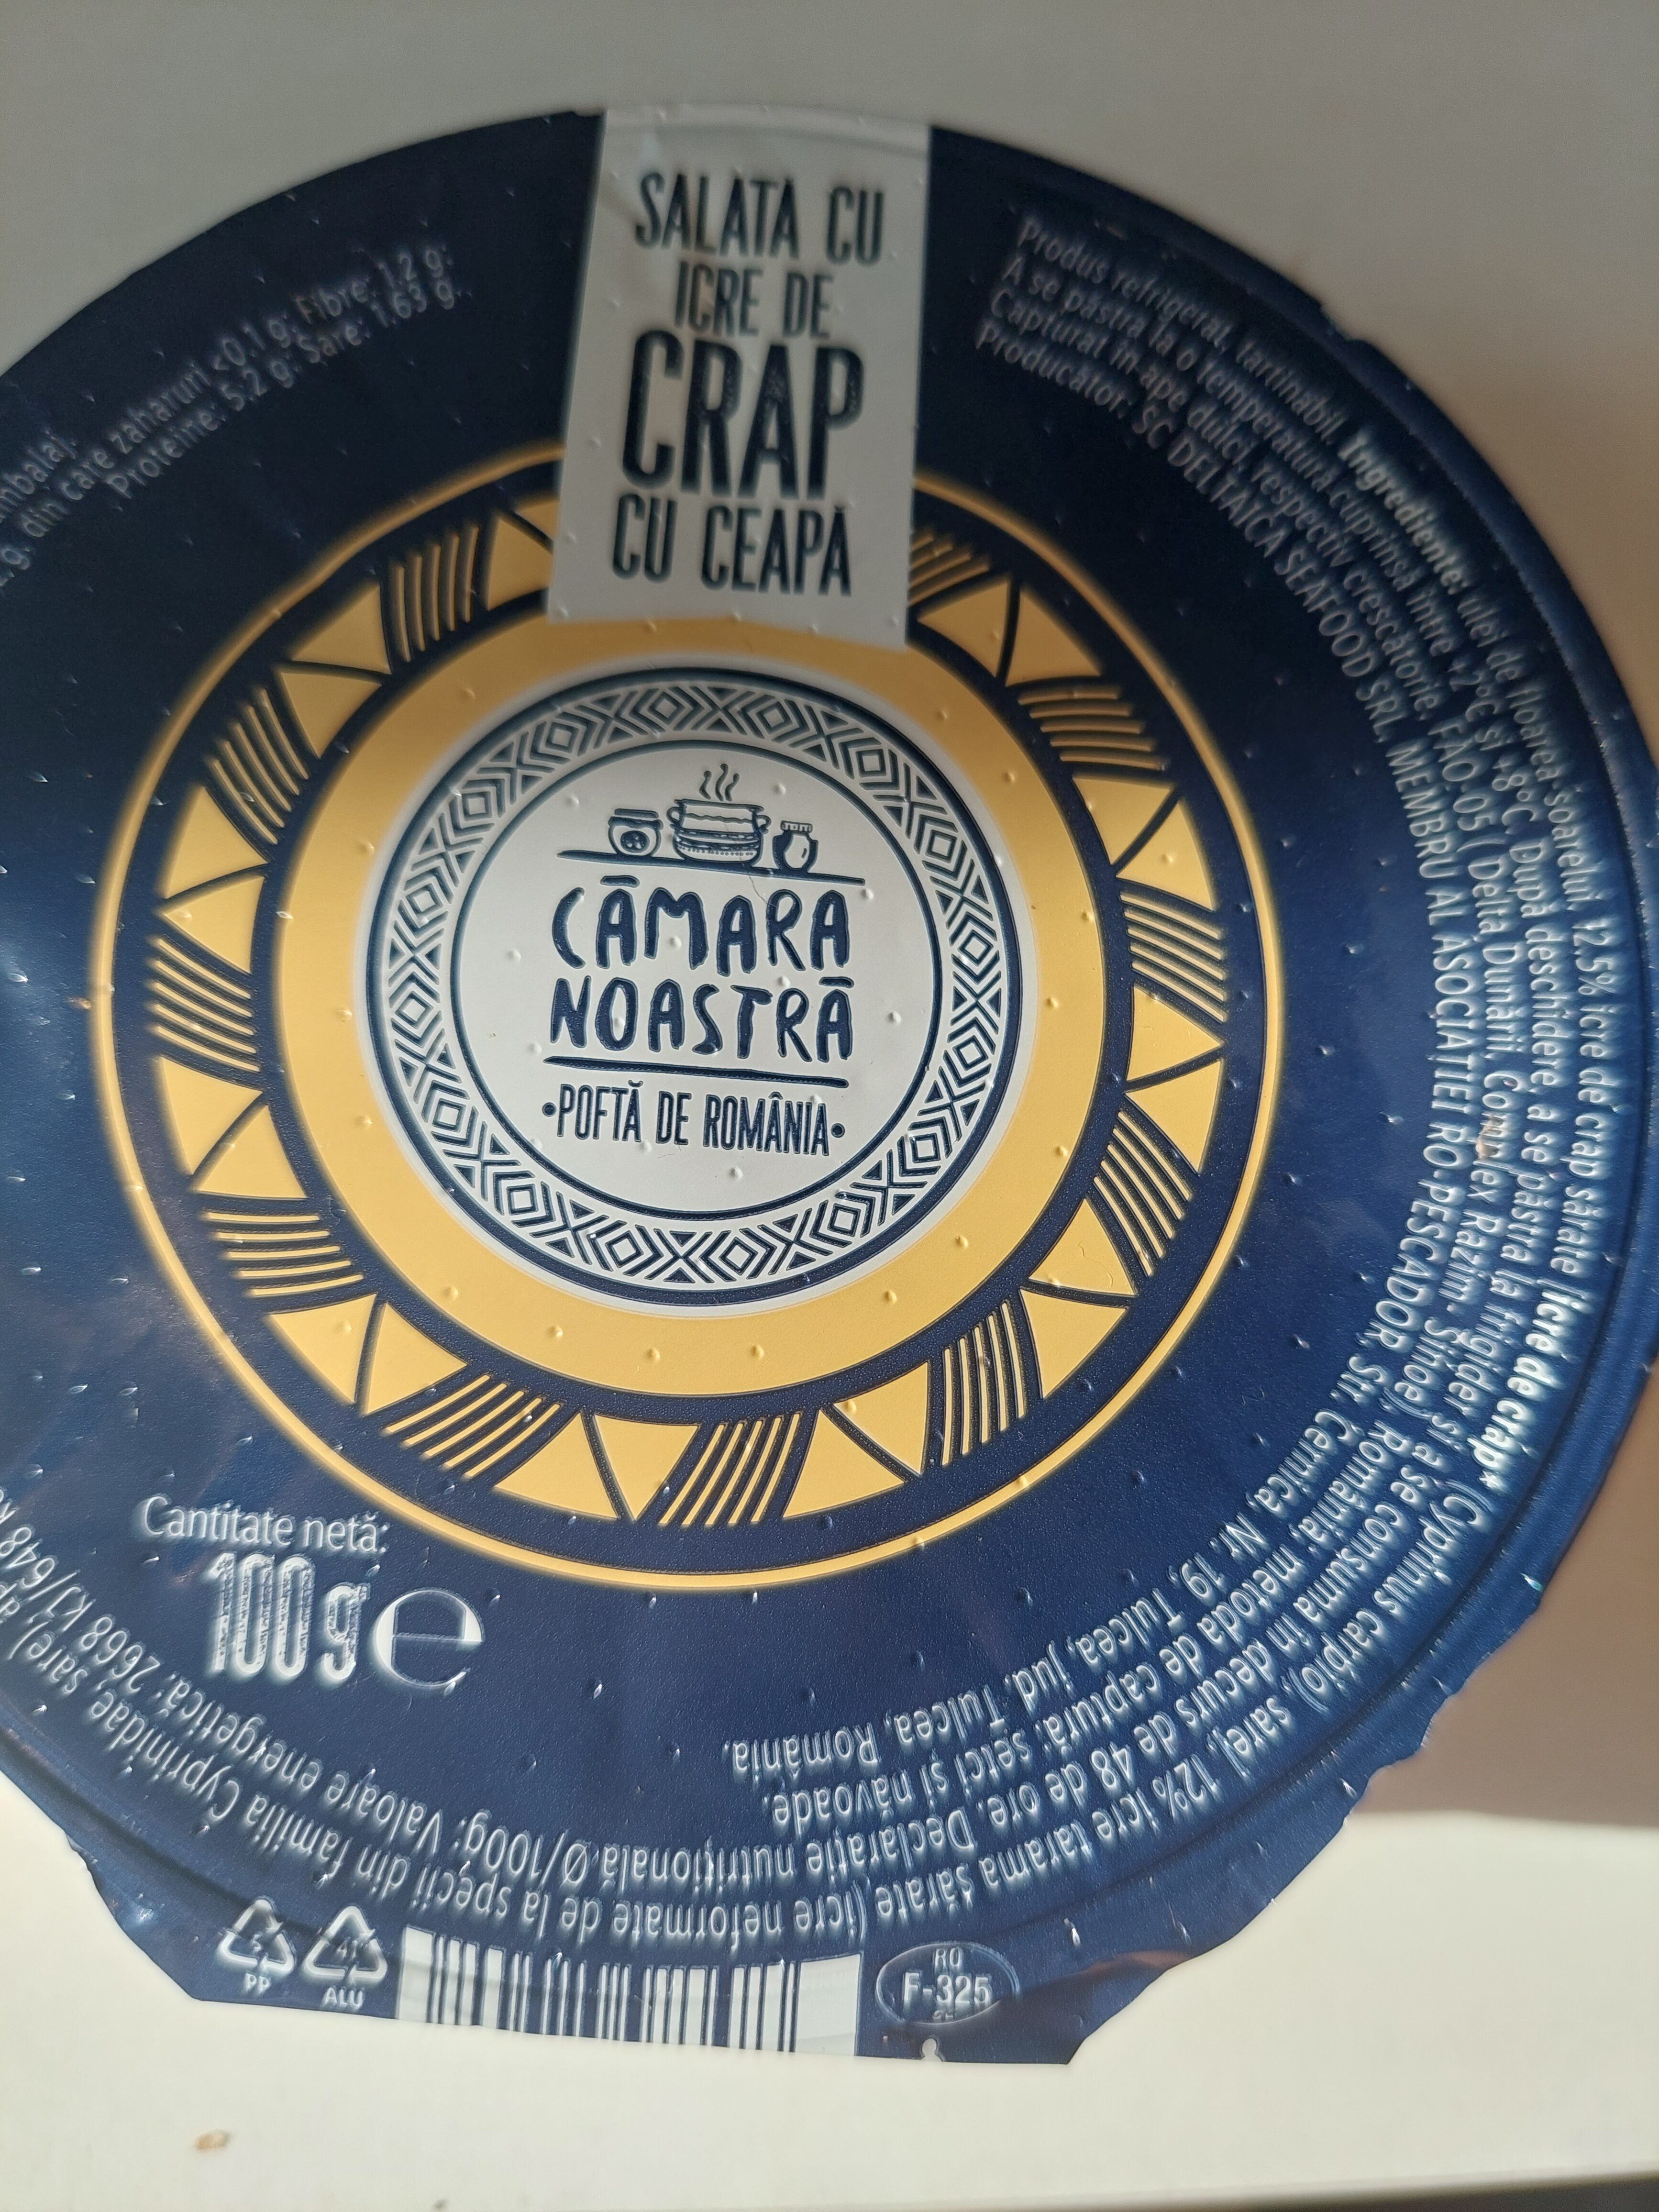 SALATĂ CU
ICRE DE
CRAP
CU CEAPĂ
CĂMARA
NOASTRĂ
•POFTĂ DE ROMÂNIA•
Produs refrigerat, tartinabil. Ingrediente: ulei de floarea-soarelui, 12.5% icre de crap sărate [icre de crap* (Cyprinus carpio), sare], 12% icre tarama sărate (icre neformate de la specii din familia Cyprinidae, sare),
A se păstra la o temperatură cuprinsă între +2°C și +8°C. După deschidere, a se păstra la frigider și a se consuma în decurs de 48 de ore. Declarație nutrițională Ø/100g: Valoare energetică: 2668 kJ/648
Capturat în ape dulci, respectiv crescătorie, FAO 05 ( Delta Dunării, Complex Razim- Sinoe), România; metodă de captură: setci și năvoade.
Producător: SC DELTAICA SEAFOOD SRL, MEMBRU AL ASOCIAȚIEI RO-PESCADOR, Str. Cernica, Nr. 19, Tulcea, jud. Tulcea, România.
g, din care zaharuri <0.1 g; Fibre: 1.2 g;
Proteine: 5.2 g; Sare: 1.63 g.
Cantitate netă:
100 g e
5
PP
41
ALU
RO
F-325